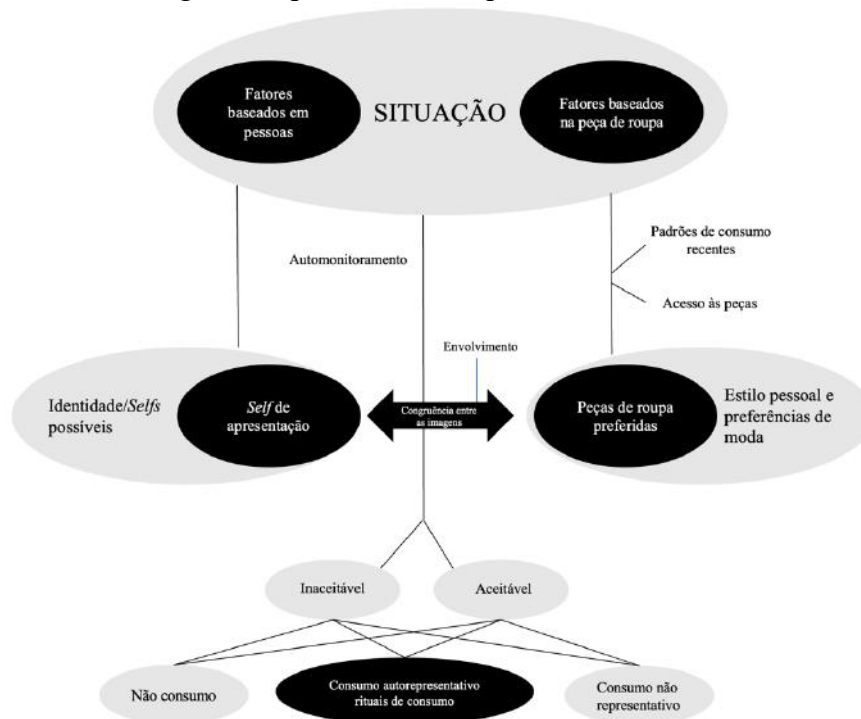 Fatores
baseados em
pessoas
SITUAÇÃO
Fatores baseados
na peça de roupa
Padrões de consumo
recentes
Automonitoramento
Acesso às peças
Envolvimento
Identidade/Selfs
possíveis
Self de
apresentação
Congruência entre
as imagens
Peças de roupa
preferidas
Estilo pessoal e
preferências de
moda
Inaceitável
Aceitável
Não consumo
Consumo autorepresentativo
rituais de consumo
Consumo não
representativo